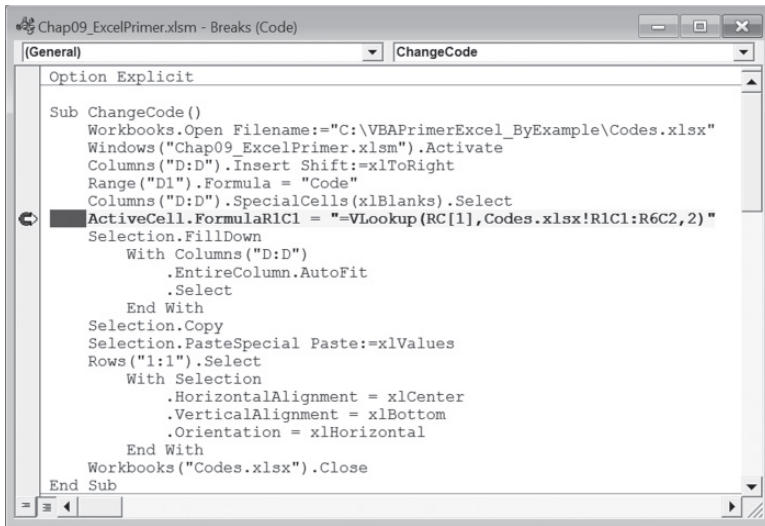 Chap09_ExcelPrimer.xlsm - Breaks (Code)
(General) ChangeCode
Option Explicit
Sub ChangeCode()
Workbooks.Open Filename:="C:\VBAPrimerExcel_ByExample\Codes.xlsx"
Windows("Chap09_ExcelPrimer.xlsm").Activate
Columns("D:D").Insert Shift:=xlToRight
Range("D1").Formula = "Code"
Columns("D:D").SpecialCells(xlBlanks).Select
ActiveCell.FormulaR1C1 = "=VLookup(RC[1],Codes.xlsx!R1C1:R6C2,2)"
Selection.FillDown
With Columns("D:D")
.EntireColumn.AutoFit
.Select
End With
Selection.Copy
Selection.PasteSpecial Paste:=xlValues
Rows("1:1").Select
With Selection
.HorizontalAlignment = xlCenter
.VerticalAlignment = xlBottom
.Orientation = xlHorizontal
End With
Workbooks("Codes.xlsx").Close
End Sub